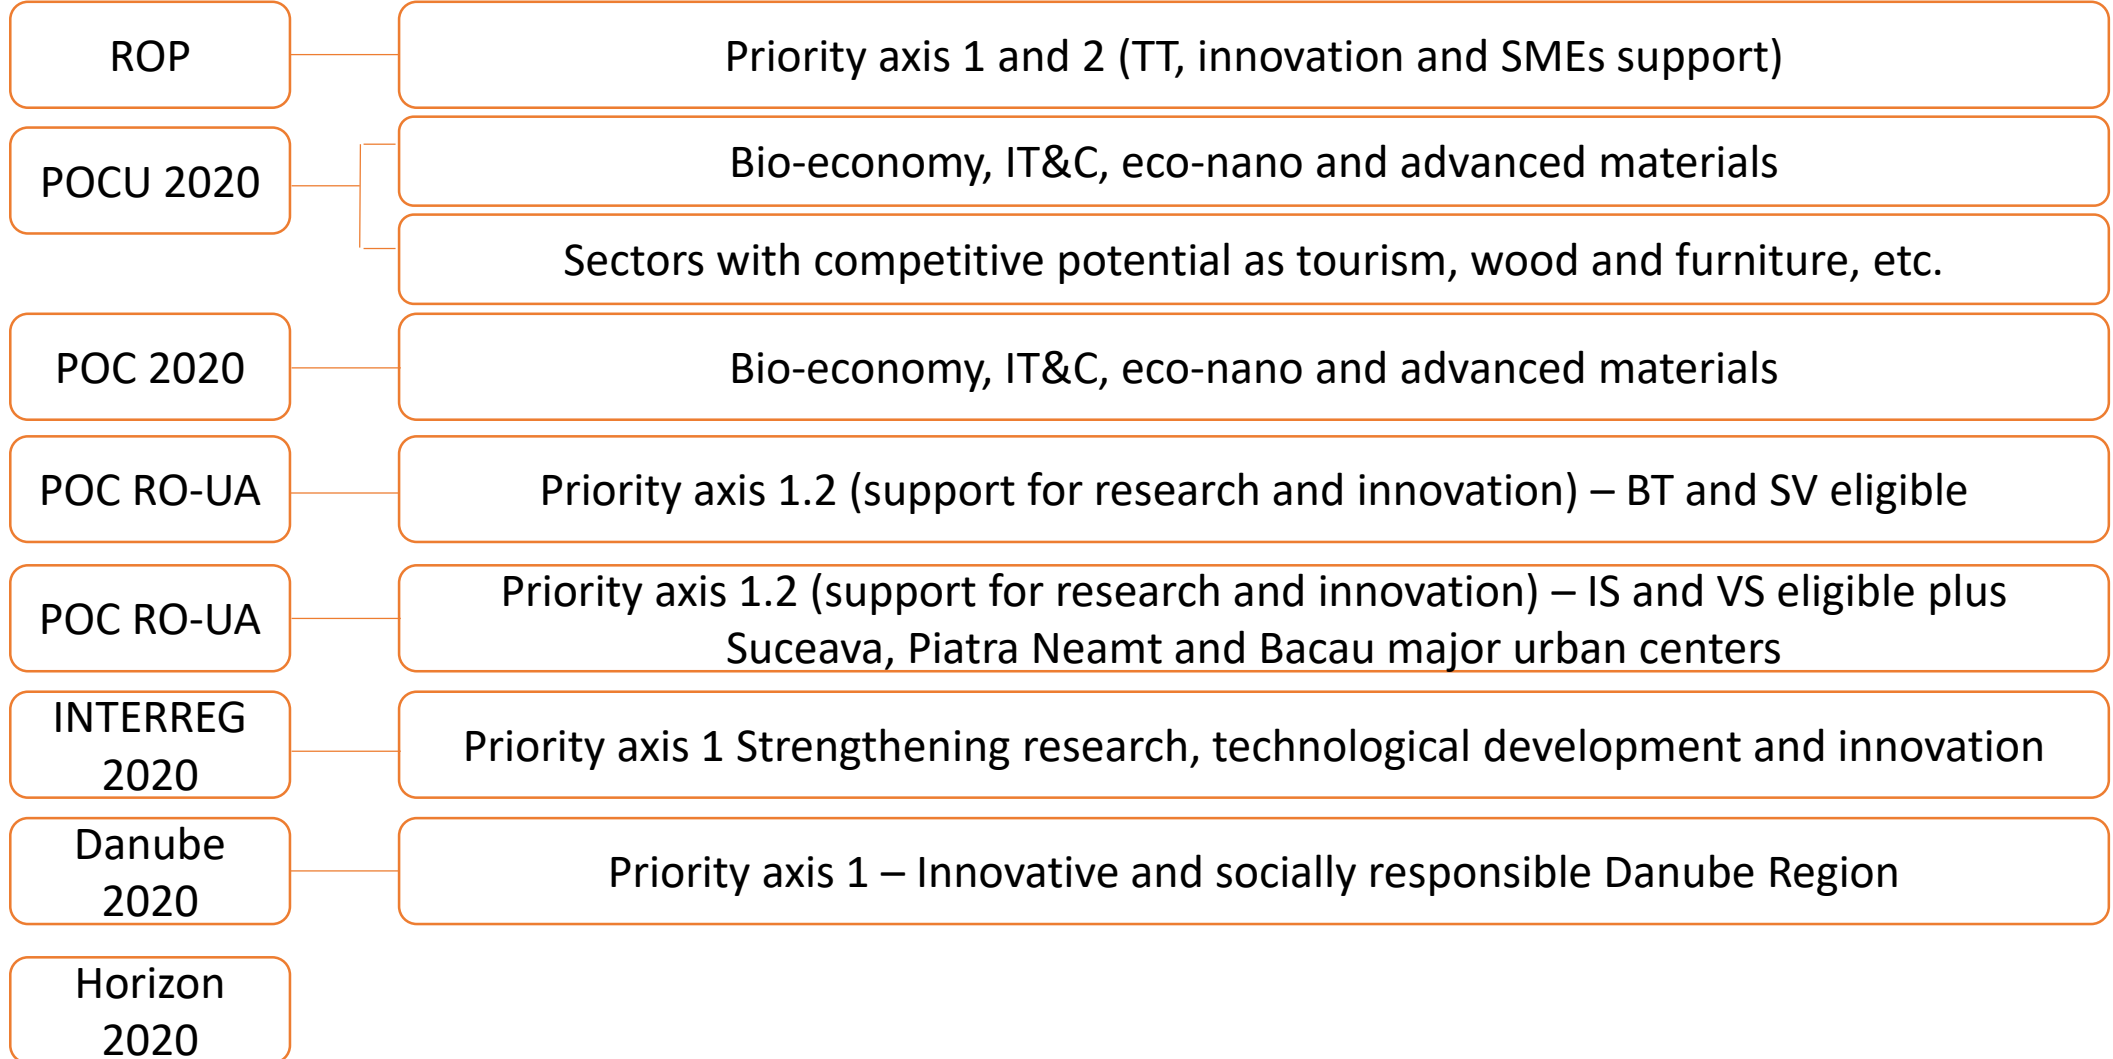 ROP
Priority axis 1 and 2 (TT, innovation and SMEs support)
POCU 2020
Bio-economy, IT&C, eco-nano and advanced materials
Sectors with competitive potential as tourism, wood and furniture, etc.
POC 2020
Bio-economy, IT&C, eco-nano and advanced materials
POC RO-UA
Priority axis 1.2 (support for research and innovation) – BT and SV eligible
POC RO-UA
Priority axis 1.2 (support for research and innovation) – IS and VS eligible plus
Suceava, Piatra Neamt and Bacau major urban centers
INTERREG
2020
Priority axis 1 Strengthening research, technological development and innovation
Danube
2020
Priority axis 1 – Innovative and socially responsible Danube Region
Horizon
2020